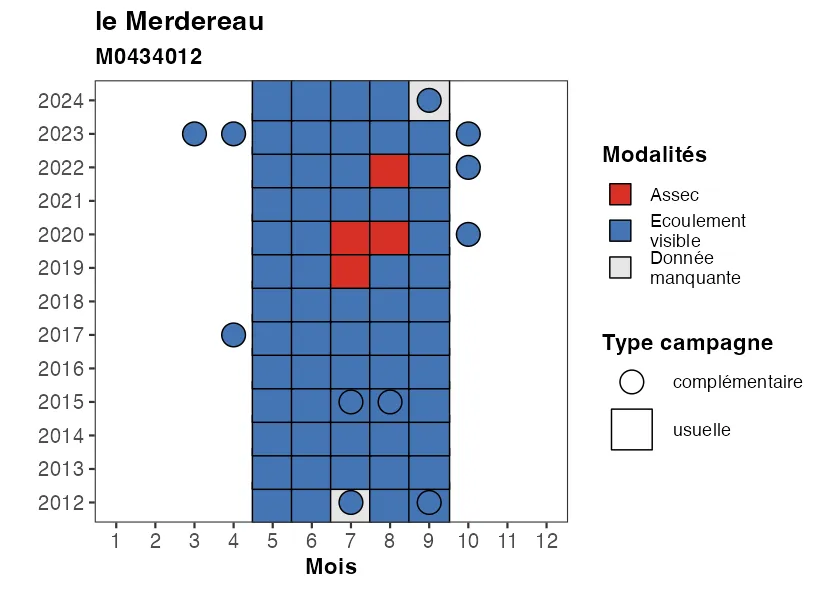 le Merdereau
M0434012
2024
2023
2022
2021
2020
2019
2018
2017
2016
2015
2014
2013
2012
1 2 3 4 5 6 7 8 9 10 11 12
Mois
Modalités
Assec
Ecoulement
visible
Donnée
manquante
Type campagne
complémentaire
usuelle